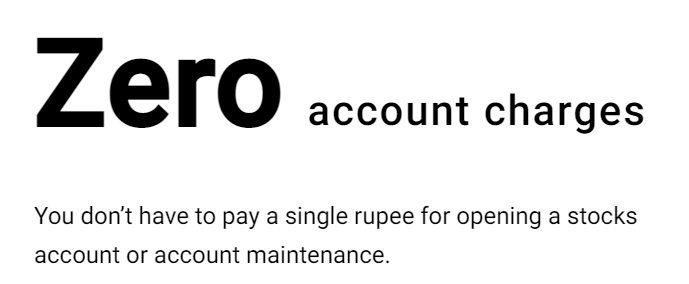 Zero account charges
You don’t have to pay a single rupee for opening a stocks
account or account maintenance.